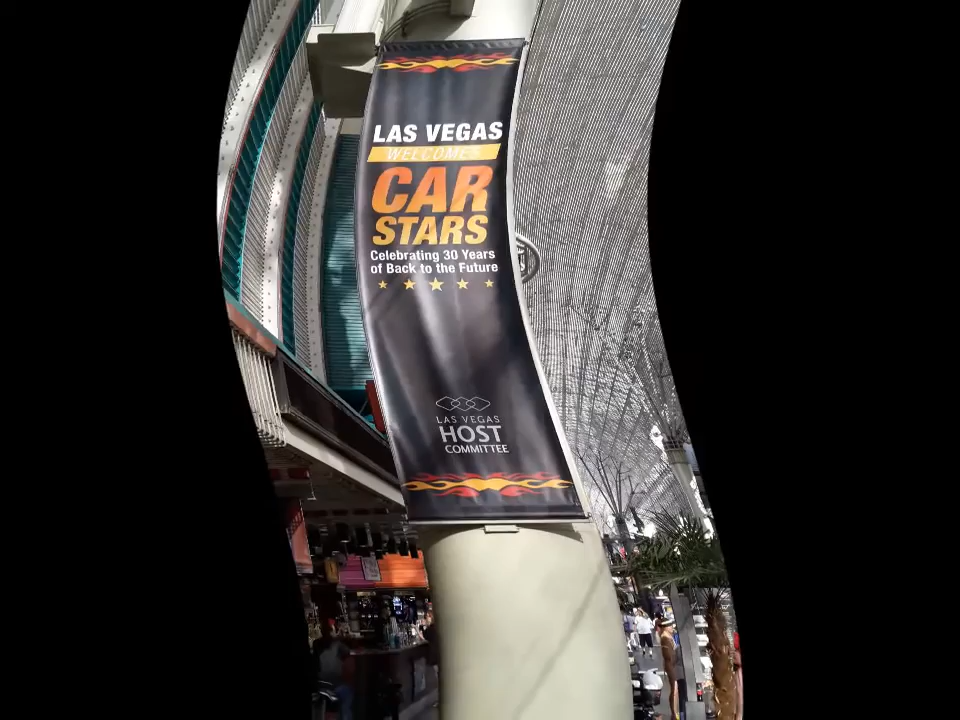 LAS VEGAS
WELCOMES
CAR
STARS
Celebrating 30 Years
of Back to the Future
LAS VEGAS
HOST
COMMITTEE